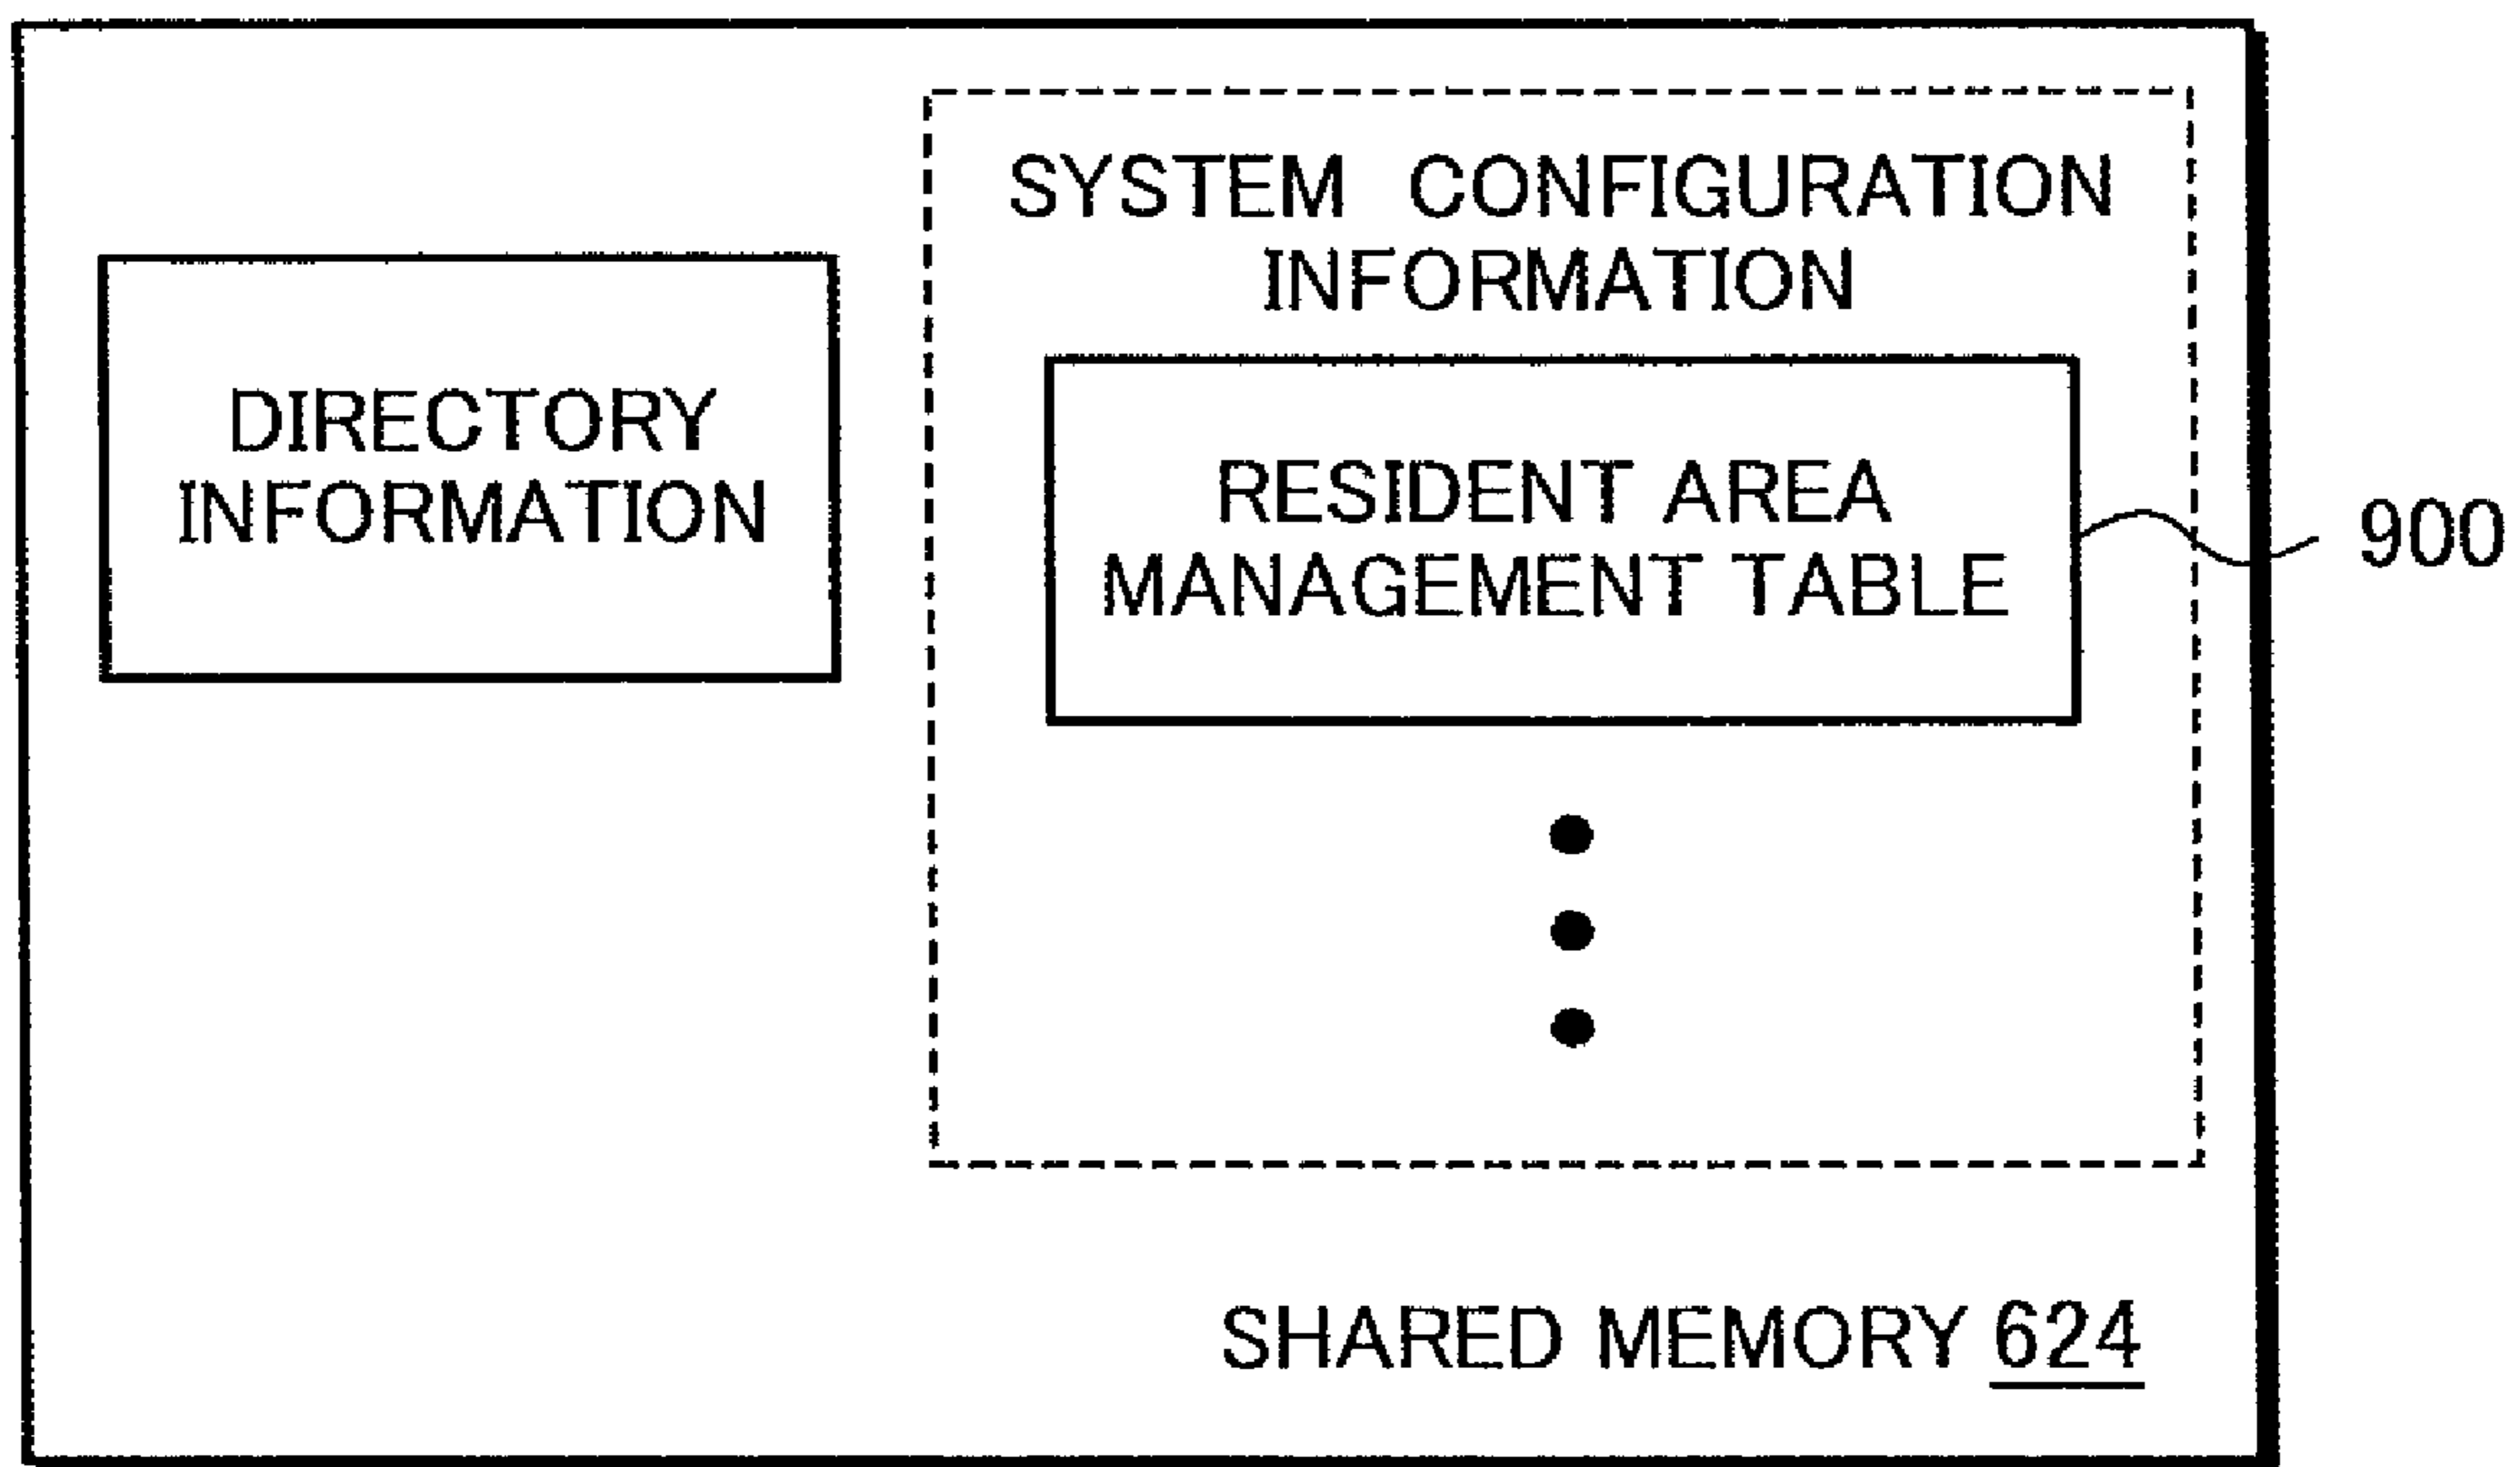 SYSTEM CONFIGURATION
INFORMATION
DIRECTORY
INFORMATION
RESIDENT AREA
MANAGEMENT TABLE
900
SHARED MEMORY 624